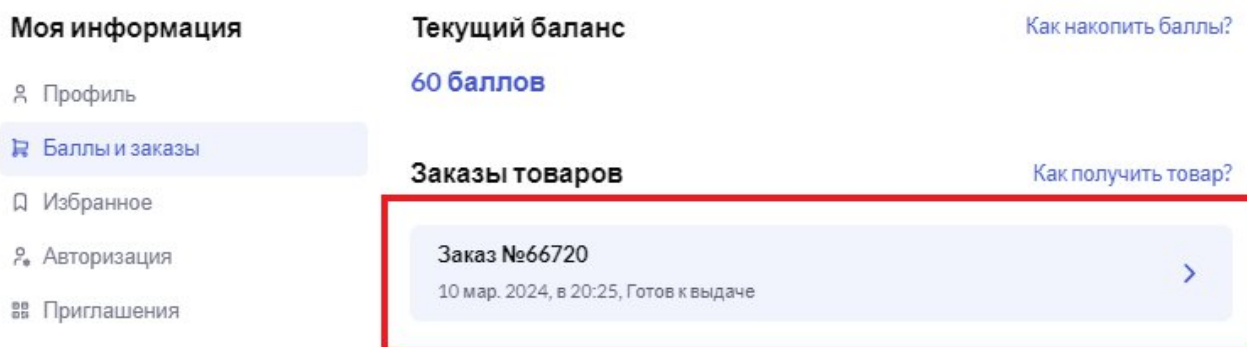 Моя информация
Профиль
Баллы и заказы
Избранное
Авторизация
Приглашения
Текущий баланс
Как накопить баллы?
60 баллов
Заказы товаров
Как получить товар?
Заказ №66720
10 мар. 2024, в 20:25, Готов к выдаче